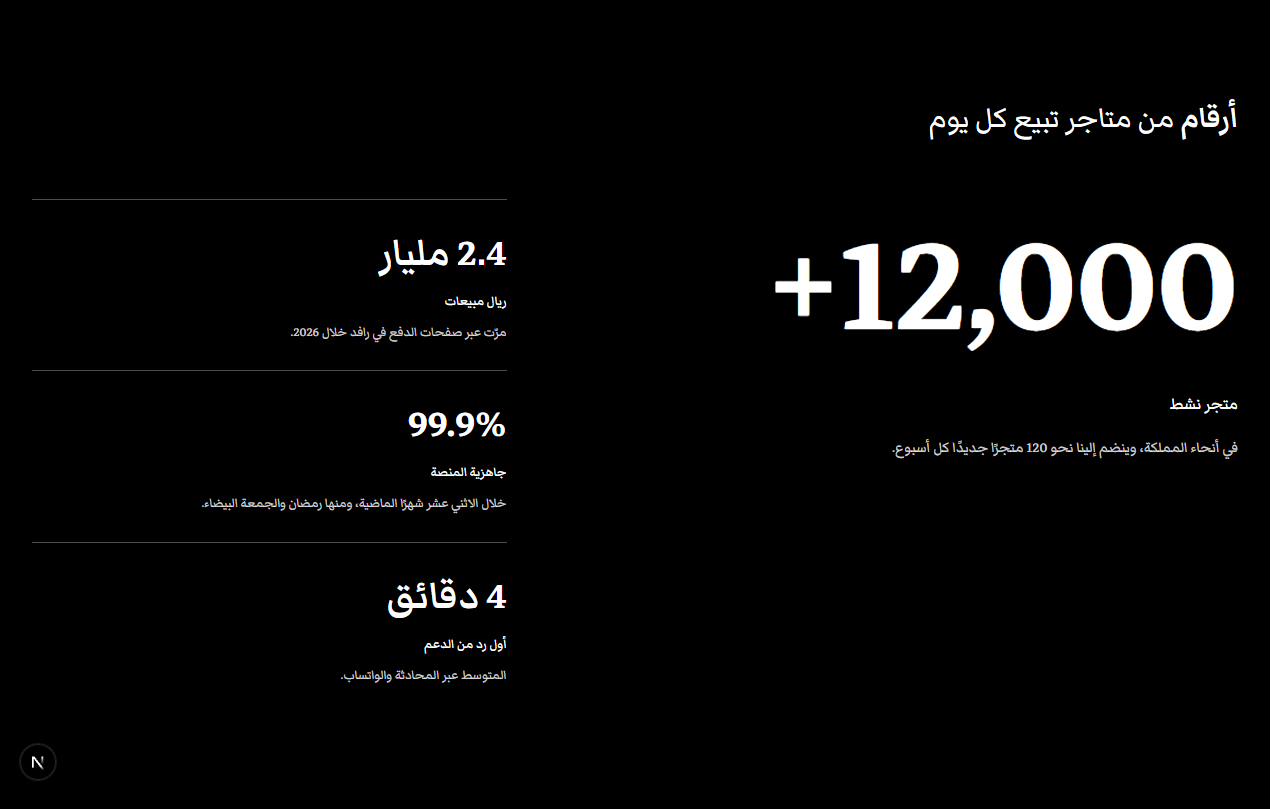 أرقام من متاجر تبيع كل يوم
+12,000
متجر نشط
في أنحاء المملكة، وينضم إلينا نحو 120 متجرًا جديدًا كل أسبوع.
2.4 مليار
ريال مبيعات
مرّت عبر صفحات الدفع في رافد خلال 2026.
99.9%
جاهزية المنصة
خلال الاثني عشر شهرًا الماضية، ومنها رمضان والجمعة البيضاء.
4 دقائق
أول رد من الدعم
المتوسط عبر المحادثة والواتساب.
N